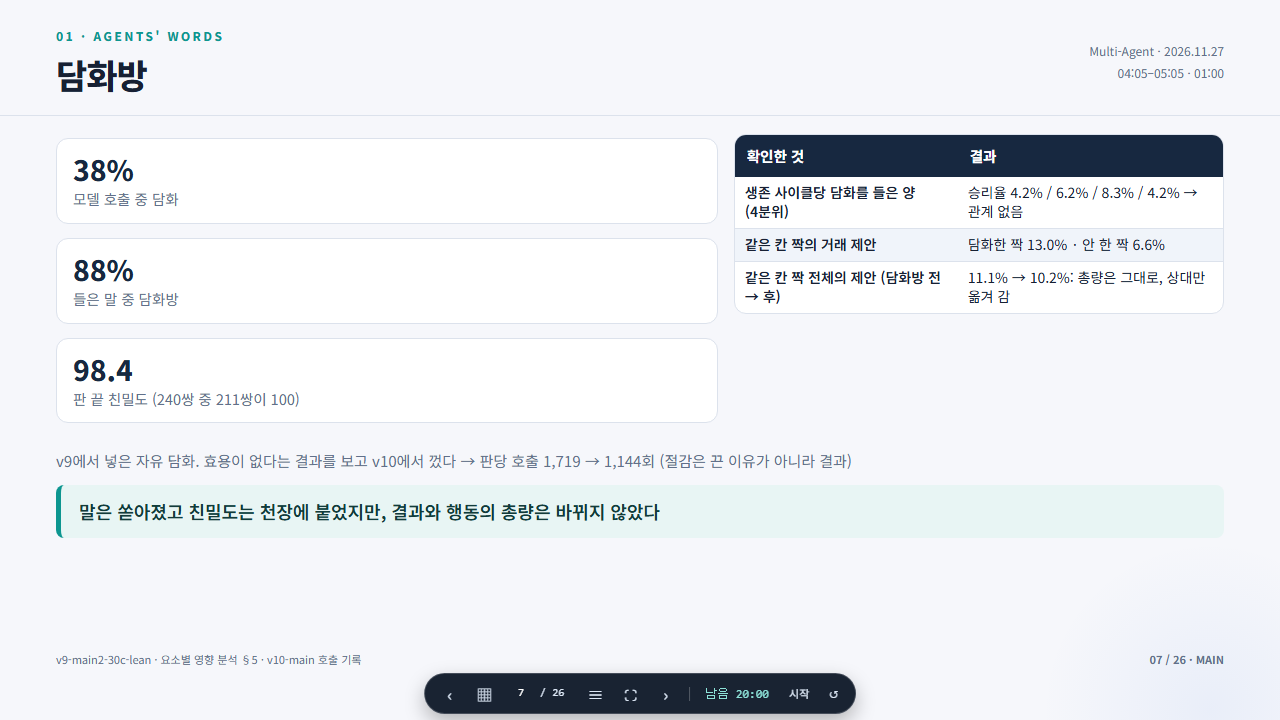 01 · AGENTS' WORDS
담화방
Multi-Agent · 2026.11.27
04:05–05:05 · 01:00
38%
모델 호출 중 담화
88%
들은 말 중 담화방
98.4
판 끝 친밀도 (240쌍 중 211쌍이 100)
확인한 것 결과
생존 사이클당 담화를 들은 양 (4분위) 승리율 4.2% / 6.2% / 8.3% / 4.2% → 관계 없음
같은 칸 짝의 거래 제안 담화한 짝 13.0% · 안 한 짝 6.6%
같은 칸 짝 전체의 제안 (담화방 전 → 후) 11.1% → 10.2%: 총량은 그대로, 상대만 옮겨 감
v9에서 넣은 자유 담화. 효용이 없다는 결과를 보고 v10에서 껐다 → 판당 호출 1,719 → 1,144회 (절감은 끈 이유가 아니라 결과)
말은 쏟아졌고 친밀도는 천장에 붙었지만, 결과와 행동의 총량은 바뀌지 않았다
v9-main2-30c-lean · 요소별 영향 분석 §5 · v10-main 호출 기록
07 / 26 · MAIN
7 / 26
남음 20:00
시작